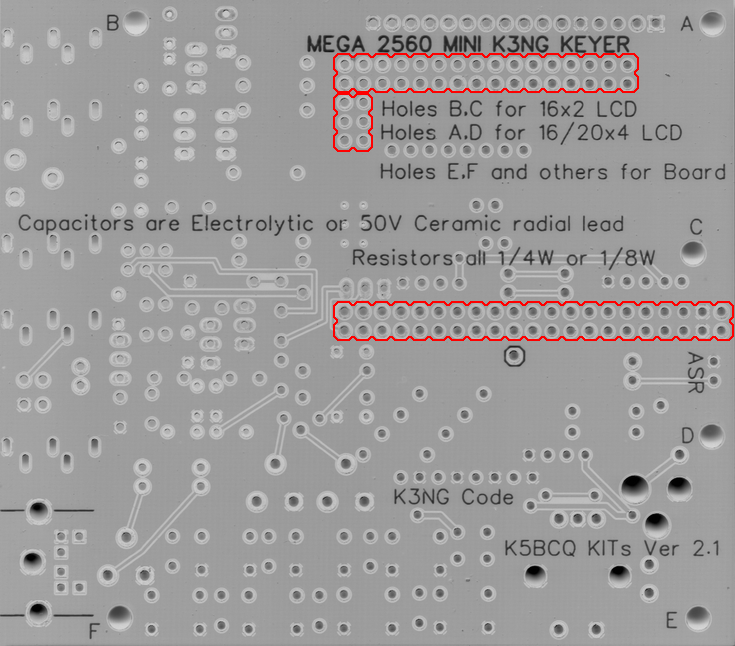 B
A
MEGA 2560 MINI K3NG KEYER
Holes B.C for 16x2 LCD
Holes A.D for 16/20x4 LCD
Holes E.F and others for Board
Capacitors are Electrolytic or 50V Ceramic radial lead
C
Resistors all 1/4W or 1/8W
ASR
D
K3NG Code
K5BCQ KITs Ver 2.1
F
E